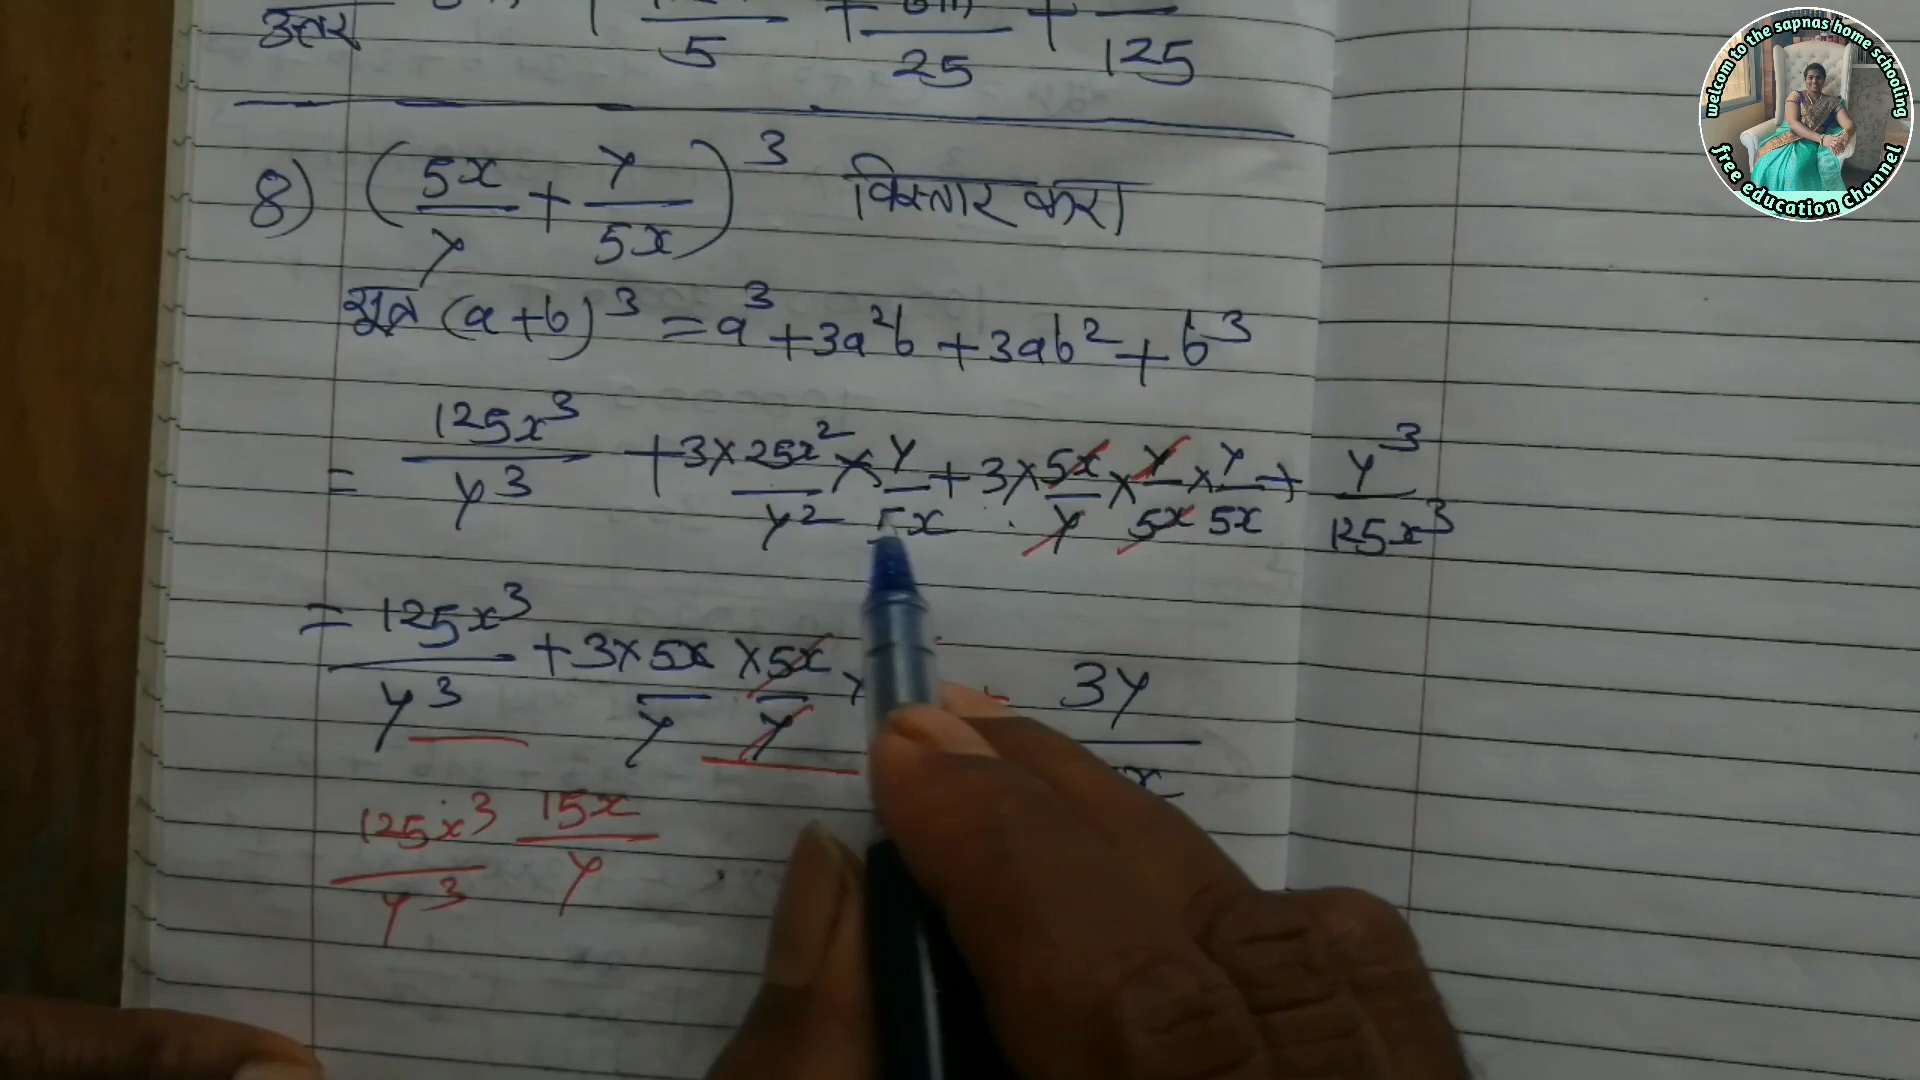 उत्तर
5 + 25 + 125
8) (5x/y + y/5x)³ विस्तार करा
सूत्र (a+b)³ = a³ + 3a²b + 3ab² + b³
= 125x³/y³ + 3 × 25x²/y² × y/5x + 3 × 5x/y × y/5x × y/5x + y³/125x³
= 125x³/y³ + 3 × 5x/y × 5x/y × 3y/x
125x³/y³ 15x/y
welcom to the sapnas home schooling
free education channel